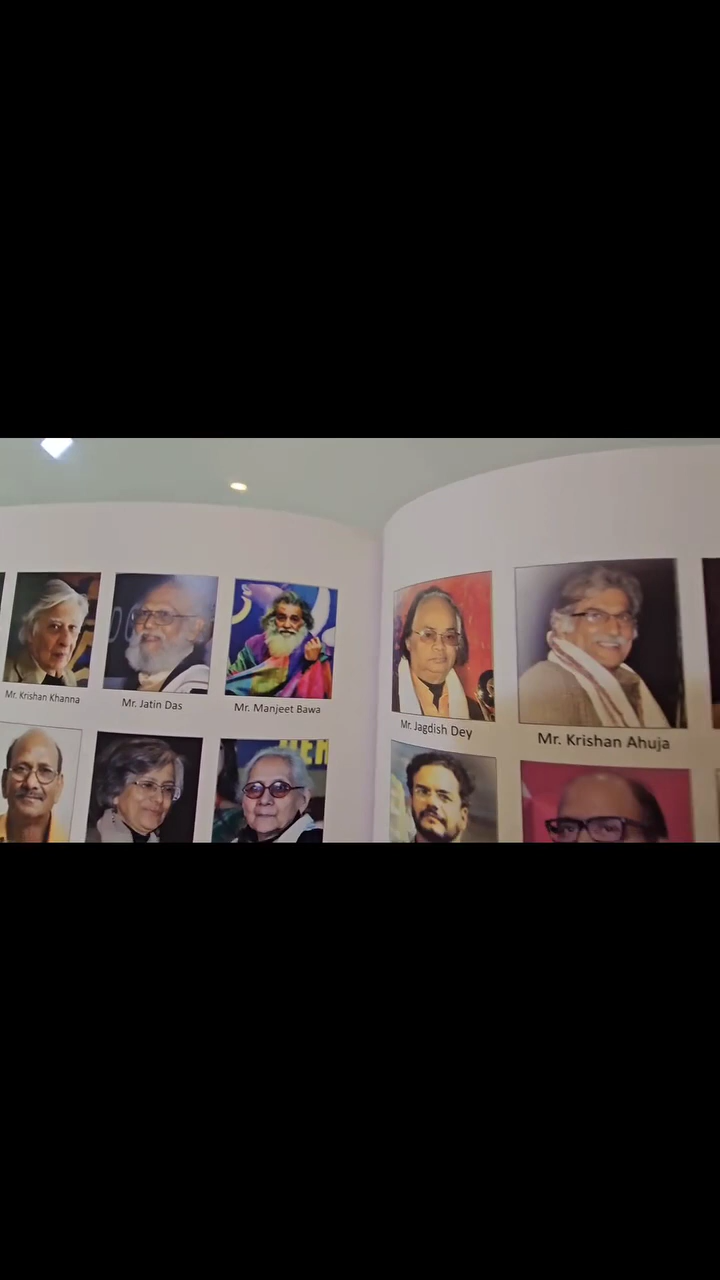 Mr. Krishan Khanna
Mr. Jatin Das
Mr. Manjeet Bawa
Mr. Jagdish Dey
Mr. Krishan Ahuja